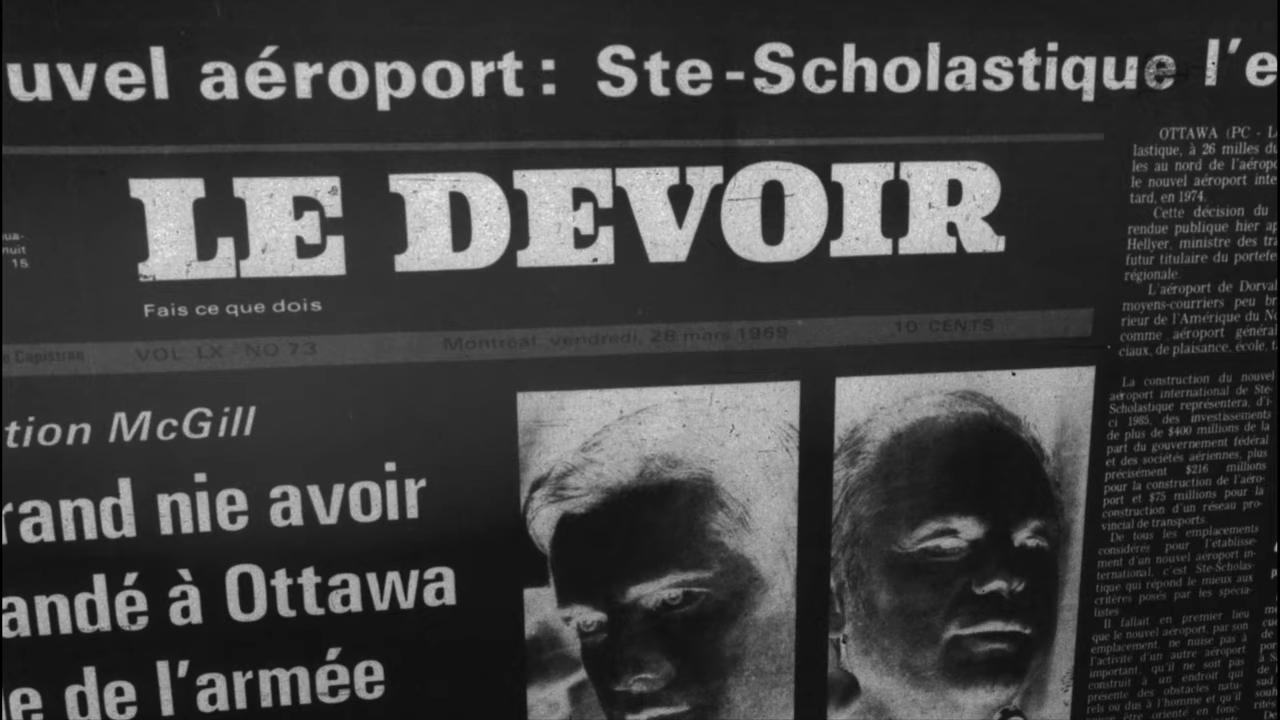 uvel aéroport: Ste-Scholastique l'e
LE DEVOIR
Fais ce que dois
15
VOL LX - NO 73
Montréal, vendredi, 28 mars 1969
10 CENTS
tion McGill
rand nie avoir
andé à Ottawa
e de l'armée
OTTAWA (PC - L
lastique, à 26 milles du
les au nord de l'aérop
le nouvel aéroport inte
tard, en 1974.
Cette décision du
rendue publique hier ap
Hellyer, ministre des tra
futur titulaire du portefe
régionale.
L'aéroport de Dorval
moyens-courriers peu br
rieur de l'Amérique du No
comme aéroport général
ciaux, de plaisance, école,
La construction du nouvel
aéroport international de Ste-
Scholastique représentera, d'i-
ci 1985, des investissements
de plus de $400 millions de la
part du gouvernement fédéral
et des sociétés aériennes, plus
précisément $216 millions
pour la construction de l'aéro-
port et $75 millions pour la
construction d'un réseau pro-
vincial de transports.
De tous les emplacements
considérés pour l'établisse-
ment d'un nouvel aéroport in-
ternational, c'est Ste-Scholas-
tique qui répond le mieux aux
critères posés par les spécia-
listes.
Il fallait en premier lieu
que le nouvel aéroport, par son
emplacement, ne nuise pas à
l'activité d'un autre aéroport
important, qu'il ne soit pas
construit à un endroit qui
présente des obstacles natu-
rels ou dus à l'homme et qu'il